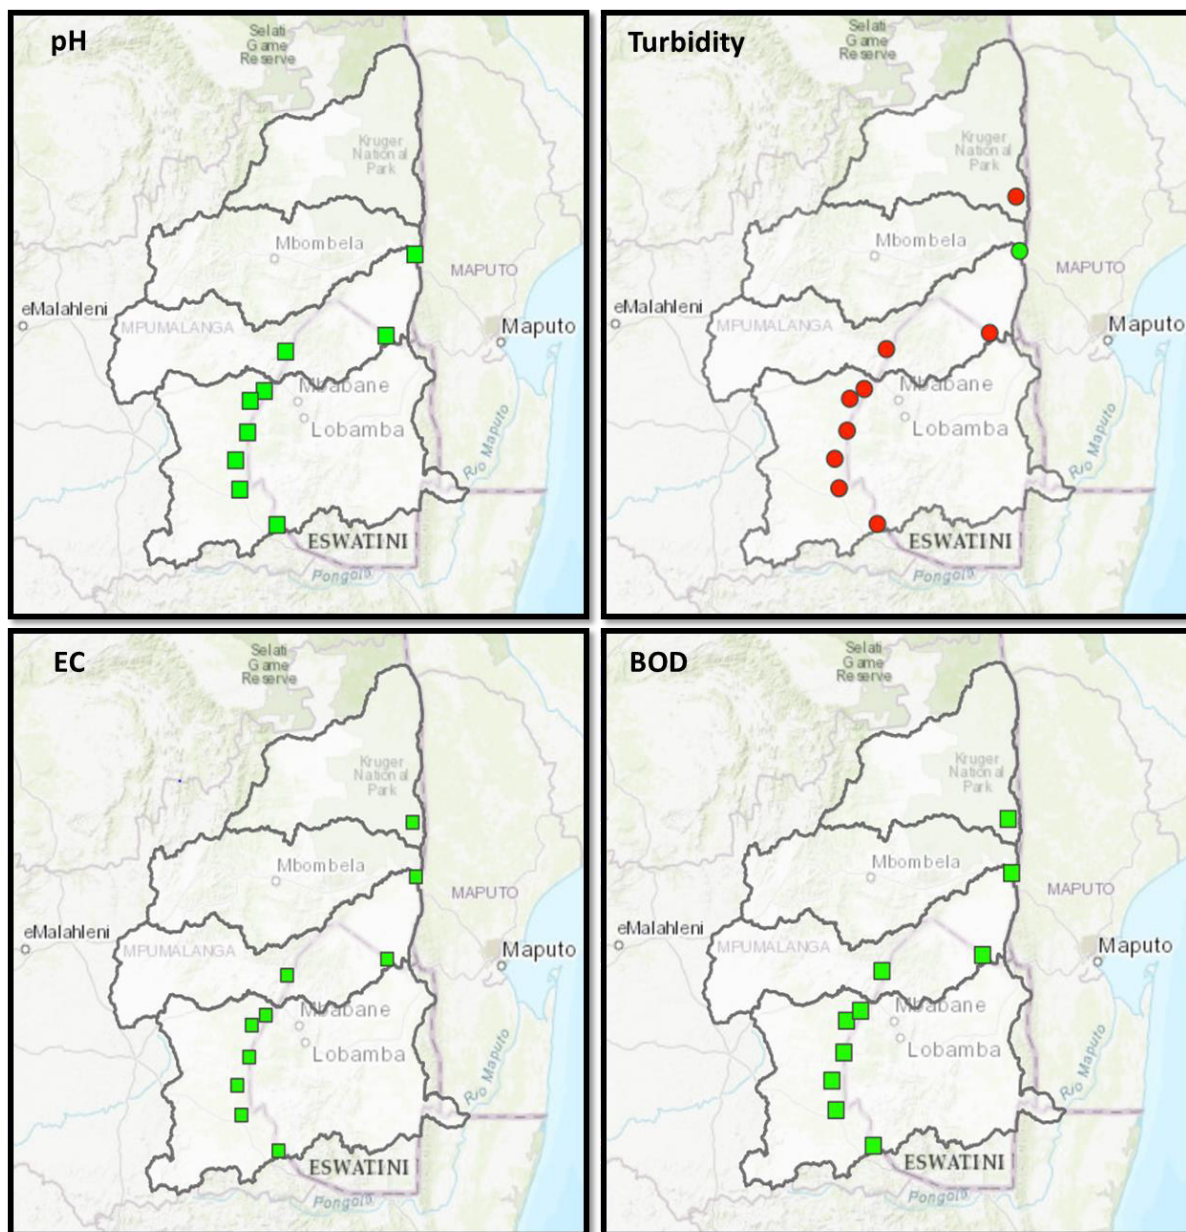 pH
Selati
Game
Reserve
Kruger
National
Park
Mbombela
MAPUTO
eMalahleni
MPUMALANGA
Maputo
Mbabane
Lobamba
Rio Maputo
ESWATINI
Pongola
Turbidity
Selati
Game
Reserve
Kruger
National
Park
Mbombela
MAPUTO
eMalahleni
MPUMALANGA
Maputo
Mbabane
Lobamba
Rio Maputo
ESWATINI
Pongola
EC
Selati
Game
Reserve
Kruger
National
Park
Mbombela
MAPUTO
eMalahleni
MPUMALANGA
Maputo
Mbabane
Lobamba
Rio Maputo
ESWATINI
Pongola
BOD
Selati
Game
Reserve
Kruger
National
Park
Mbombela
MAPUTO
eMalahleni
MPUMALANGA
Maputo
Mbabane
Lobamba
Rio Maputo
ESWATINI
Pongola